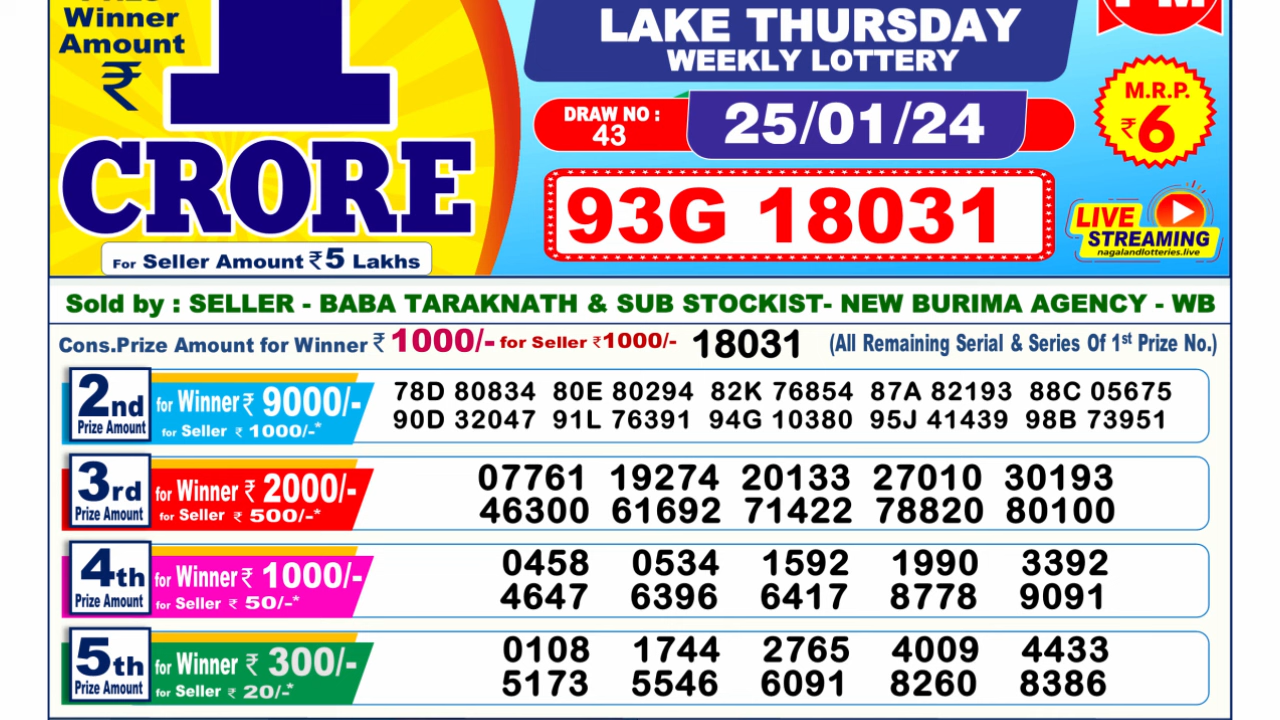 Winner
Amount
₹
1
CRORE
For Seller Amount ₹5 Lakhs
LAKE THURSDAY
WEEKLY LOTTERY
DRAW NO :
43
25/01/24
M.R.P.
₹6
93G 18031
LIVE
STREAMING
nagalandlotteries.live
Sold by : SELLER - BABA TARAKNATH & SUB STOCKIST- NEW BURIMA AGENCY - WB
Cons.Prize Amount for Winner ₹ 1000/- for Seller ₹1000/- 18031 (All Remaining Serial & Series Of 1st Prize No.)
2nd
Prize Amount
for Winner ₹ 9000/-
for Seller ₹ 1000/-*
78D 80834 80E 80294 82K 76854 87A 82193 88C 05675
90D 32047 91L 76391 94G 10380 95J 41439 98B 73951
3rd
Prize Amount
for Winner ₹ 2000/-
for Seller ₹ 500/-*
07761 19274 20133 27010 30193
46300 61692 71422 78820 80100
4th
Prize Amount
for Winner ₹ 1000/-
for Seller ₹ 50/-*
0458 0534 1592 1990 3392
4647 6396 6417 8778 9091
5th
Prize Amount
for Winner ₹ 300/-
for Seller ₹ 20/-*
0108 1744 2765 4009 4433
5173 5546 6091 8260 8386